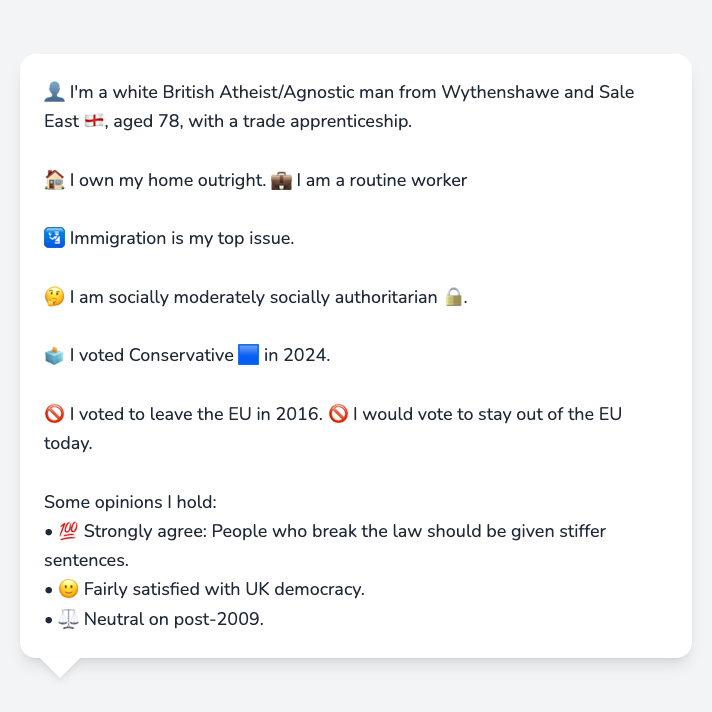 👤 I'm a white British Atheist/Agnostic man from Wythenshawe and Sale
East 🏴󠁧󠁢󠁥󠁮󠁧󠁿, aged 78, with a trade apprenticeship.
🏠 I own my home outright. 💼 I am a routine worker
🛂 Immigration is my top issue.
🤔 I am socially moderately socially authoritarian 🔒.
🗳️ I voted Conservative 🟦 in 2024.
🚫 I voted to leave the EU in 2016. 🚫 I would vote to stay out of the EU
today.
Some opinions I hold:
• 💯 Strongly agree: People who break the law should be given stiffer
sentences.
• 🙂 Fairly satisfied with UK democracy.
• ⚖️ Neutral on post-2009.